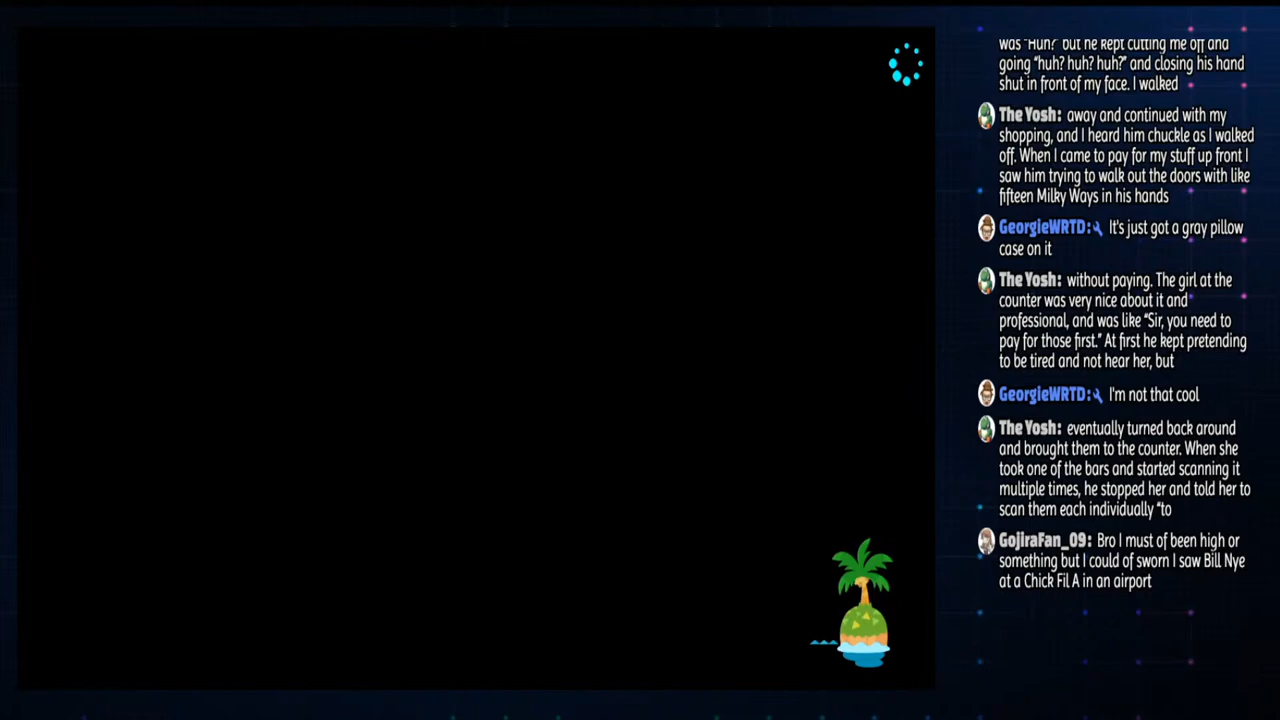 was "Huh?" but he kept cutting me off and
going "huh? huh? huh?" and closing his hand
shut in front of my face. I walked
The Yosh: away and continued with my
shopping, and I heard him chuckle as I walked
off. When I came to pay for my stuff up front I
saw him trying to walk out the doors with like
fifteen Milky Ways in his hands
GeorgieWRTD: It's just got a gray pillow
case on it
The Yosh: without paying. The girl at the
counter was very nice about it and
professional, and was like "Sir, you need to
pay for those first." At first he kept pretending
to be tired and not hear her, but
GeorgieWRTD: I'm not that cool
The Yosh: eventually turned back around
and brought them to the counter. When she
took one of the bars and started scanning it
multiple times, he stopped her and told her to
scan them each individually "to
GojiraFan_09: Bro I must of been high or
something but I could of sworn I saw Bill Nye
at a Chick Fil A in an airport